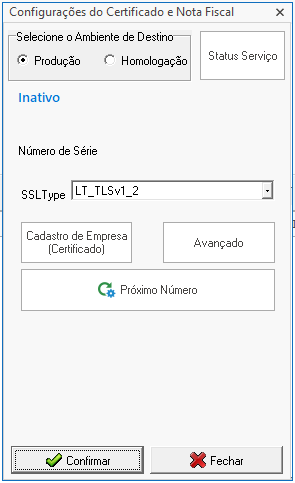 Configurações do Certificado e Nota Fiscal
Selecione o Ambiente de Destino
Produção
Homologação
Status Serviço
Inativo
Número de Série
SSLType
LT_TLSv1_2
Cadastro de Empresa
(Certificado)
Avançado
Próximo Número
Confirmar
Fechar